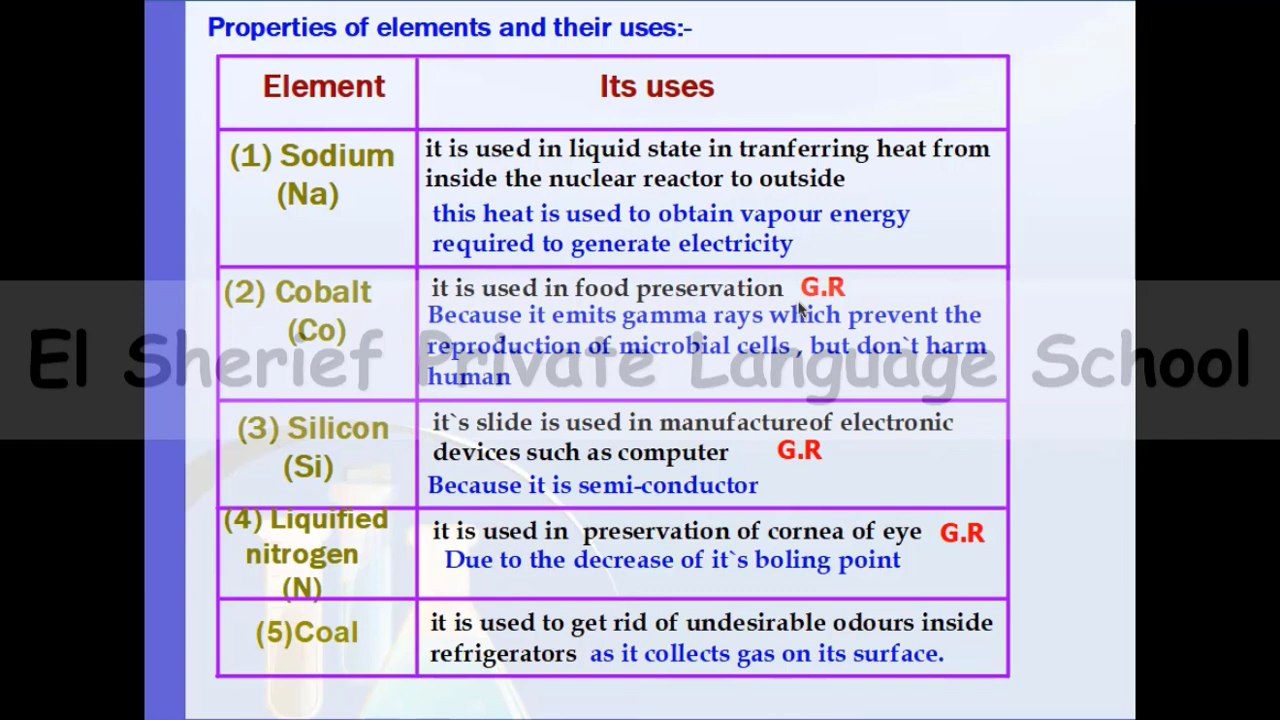 Properties of elements and their uses:-
Element
Its uses
(1) Sodium
(Na)
it is used in liquid state in tranferring heat from
inside the nuclear reactor to outside
this heat is used to obtain vapour energy
required to generate electricity
(2) Cobalt
(Co)
it is used in food preservation G.R
Because it emits gamma rays which prevent the
reproduction of microbial cells , but don`t harm
human
El Sherief Private Language School
(3) Silicon
(Si)
it`s slide is used in manufactureof electronic
devices such as computer G.R
Because it is semi-conductor
(4) Liquified
nitrogen
(N)
it is used in preservation of cornea of eye G.R
Due to the decrease of it`s boling point
(5)Coal
it is used to get rid of undesirable odours inside
refrigerators as it collects gas on its surface.